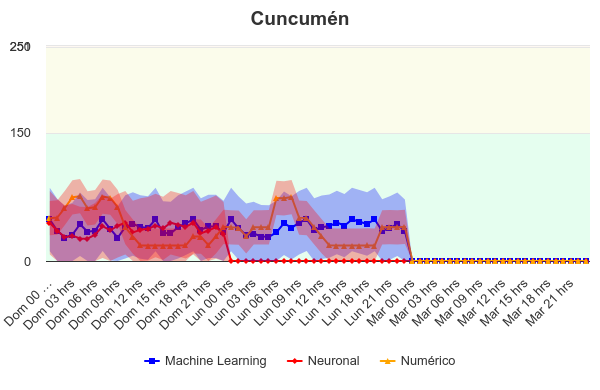 Cuncumén
250
150
0
Dom 00 ...
Dom 03 hrs
Dom 06 hrs
Dom 09 hrs
Dom 12 hrs
Dom 15 hrs
Dom 18 hrs
Dom 21 hrs
Lun 00 hrs
Lun 03 hrs
Lun 06 hrs
Lun 09 hrs
Lun 12 hrs
Lun 15 hrs
Lun 18 hrs
Lun 21 hrs
Mar 00 hrs
Mar 03 hrs
Mar 06 hrs
Mar 09 hrs
Mar 12 hrs
Mar 15 hrs
Mar 18 hrs
Mar 21 hrs
Machine Learning Neuronal Numérico